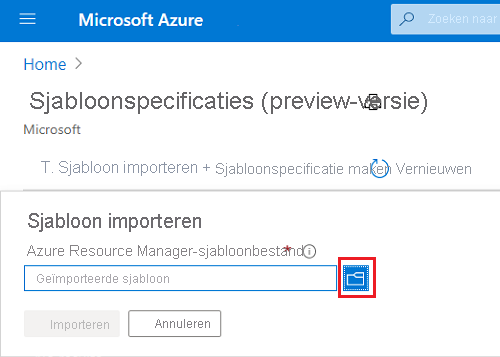 Microsoft Azure
Zoeken naar
Home
Sjabloonspecificaties (preview-versie)
Microsoft
T. Sjabloon importeren + Sjabloonspecificatie maken Vernieuwen
Sjabloon importeren
Azure Resource Manager-sjabloonbestand *
Geïmporteerde sjabloon
Importeren
Annuleren